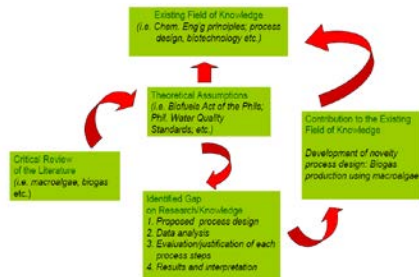 Existing Field of Knowledge
(i.e. Chem. Eng'g principles; process
design, biotechnology etc.)
Theoretical Assumptions
(i.e. Biofuels Act of the Phils;
Phil. Water Quality
Standards; etc.)
Contribution to the Existing
Field of Knowledge
Development of novelty
process design: Biogas
production using macroalgae
Critical Review
of the Literature
(i.e. macroalgae, biogas
etc.)
Identified Gap
on Research/Knowledge
1. Proposed process design
2. Data analysis
3. Evaluation/justification of each
process steps
4. Results and interpretation